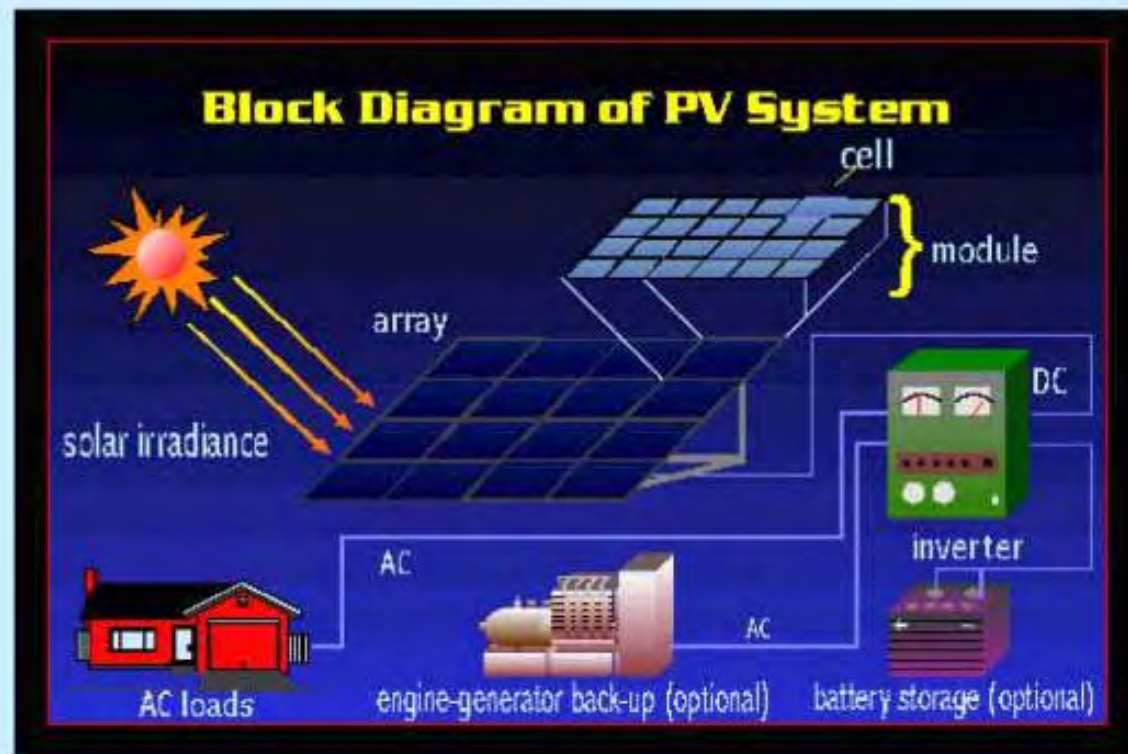 Block Diagram of PV System
cell
module
array
solar irradiance
DC
inverter
AC
AC
AC loads
engine-generator back-up (optional)
battery storage (optional)